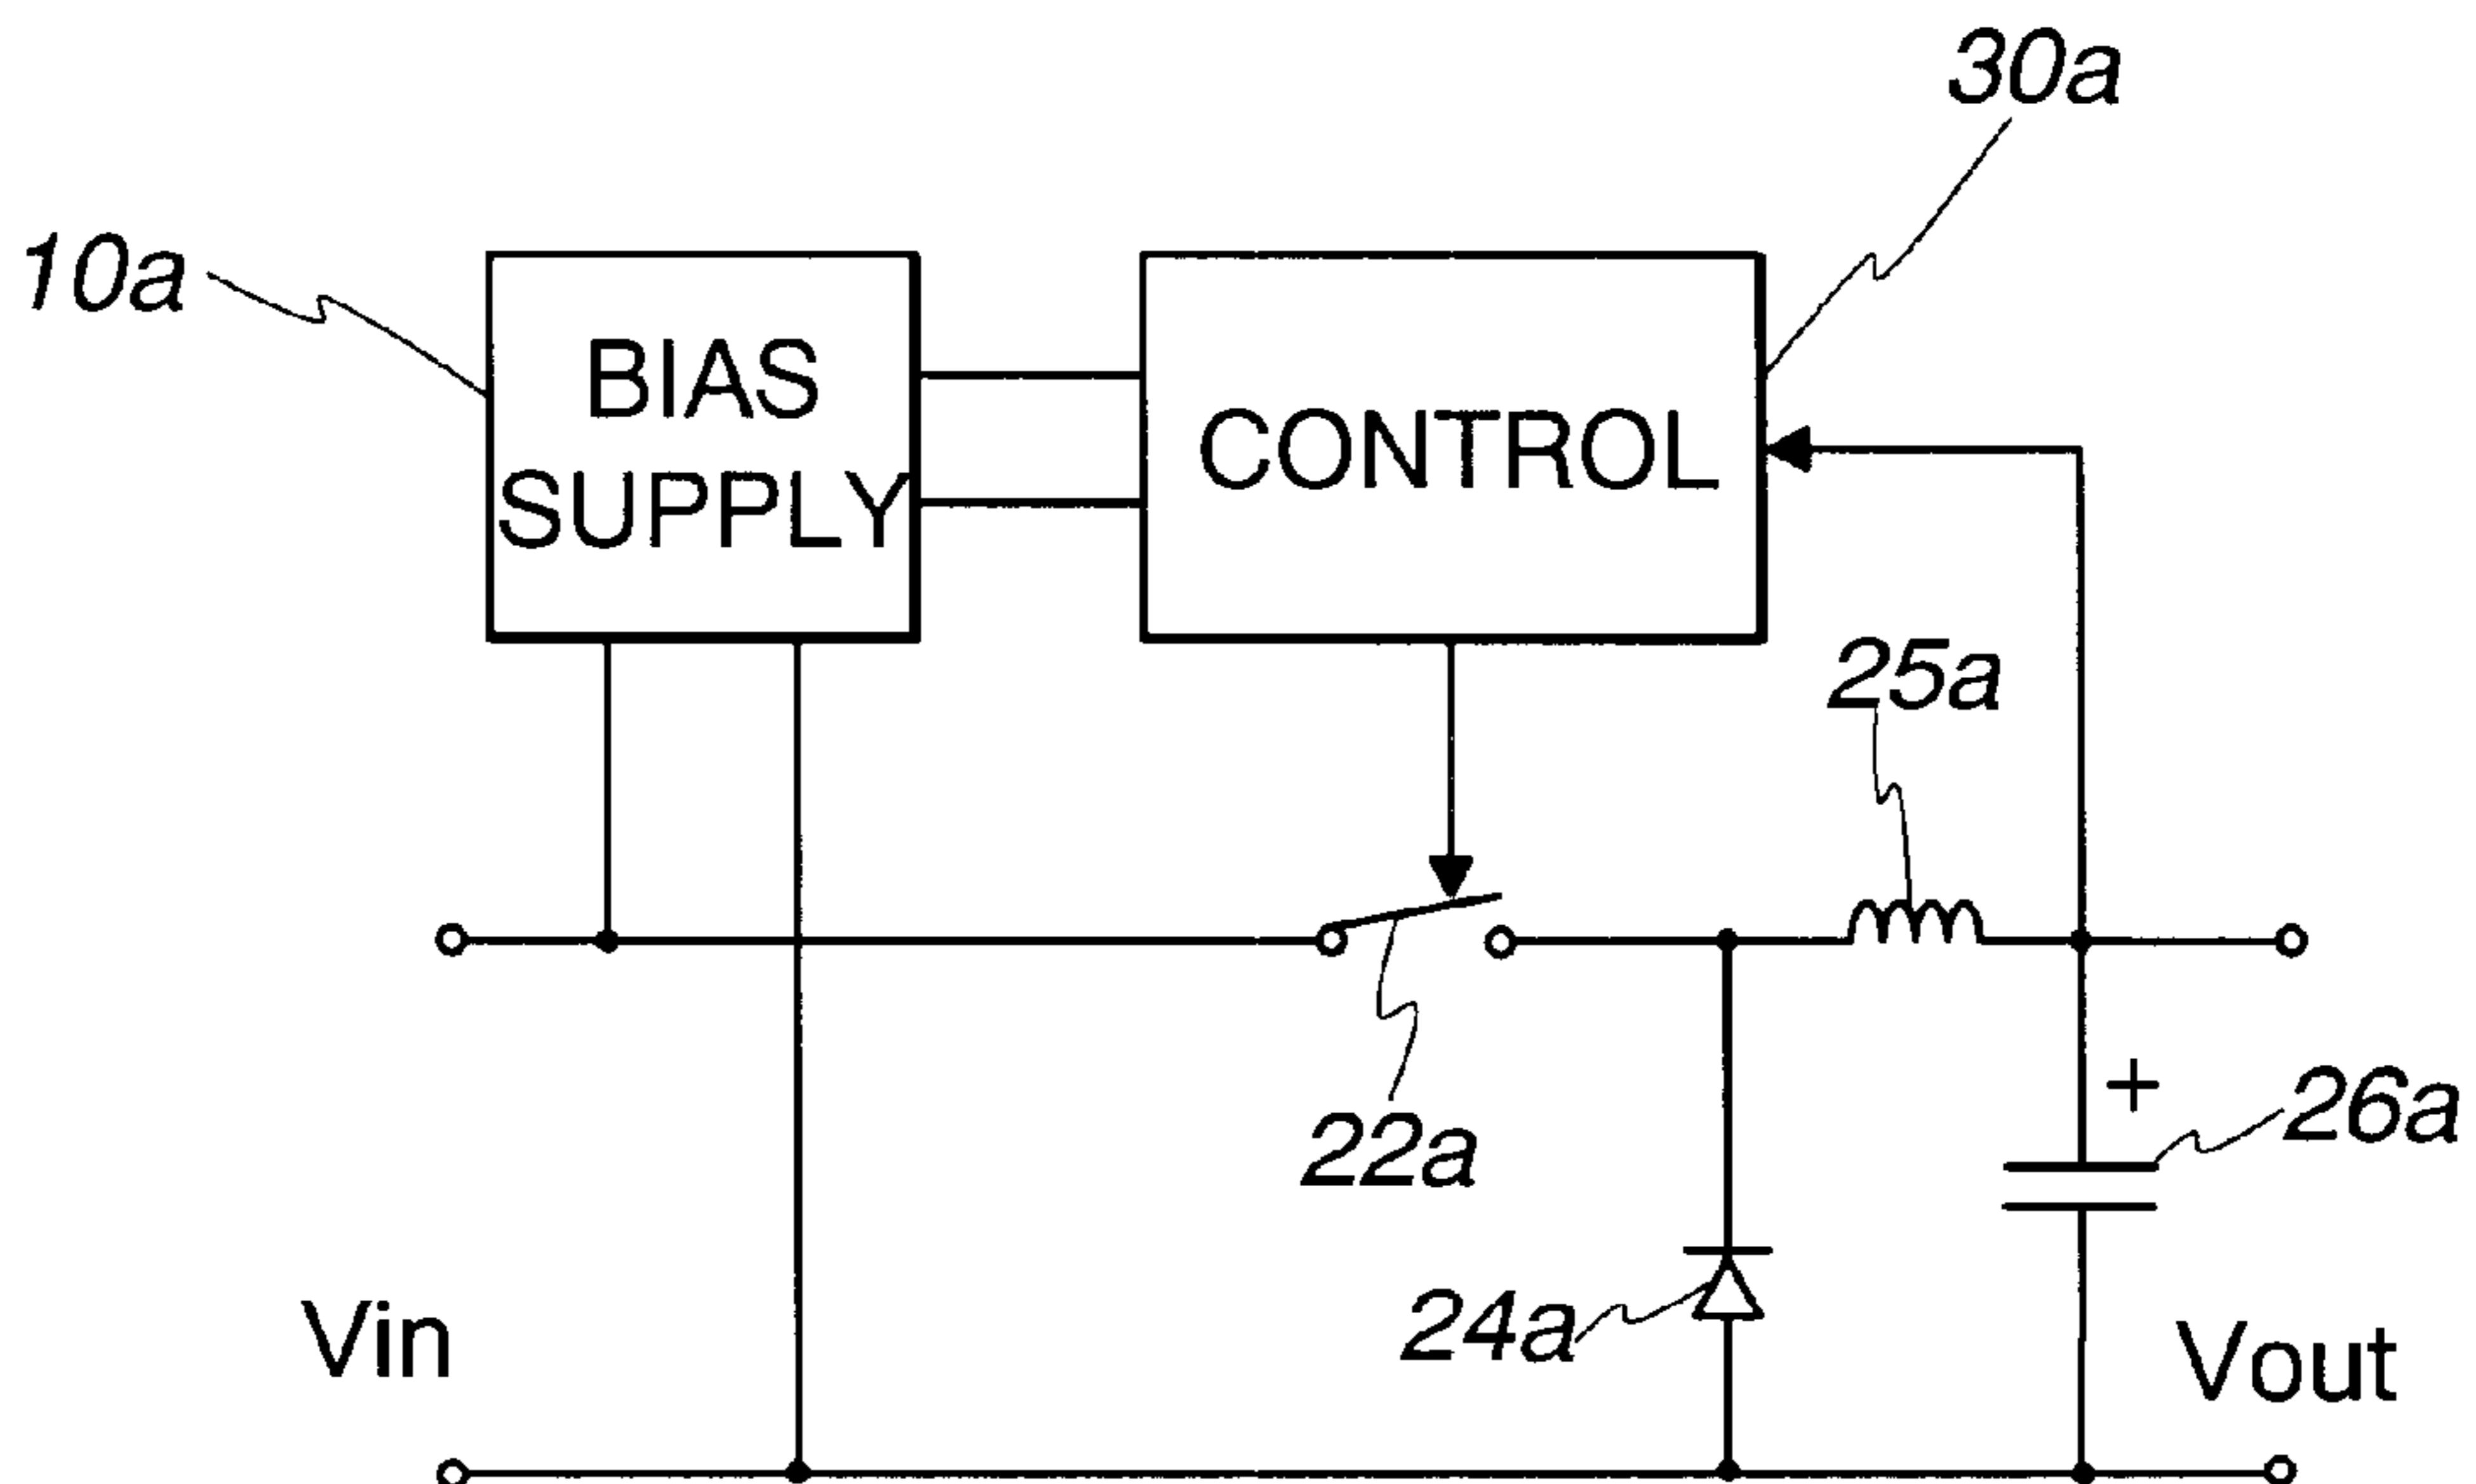 30a
10a
BIAS
SUPPLY
CONTROL
25a
+
26a
22a
24a
Vin
Vout